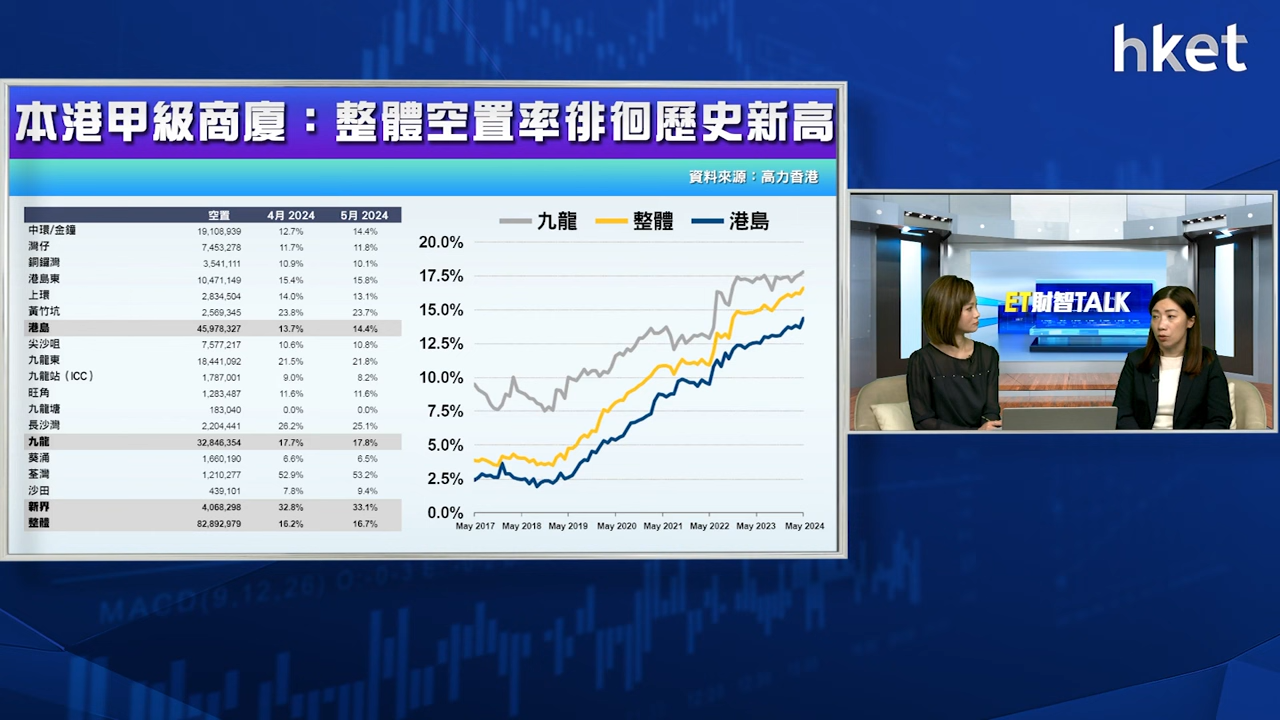 hket
本港甲級商廈：整體空置率徘徊歷史新高
資料來源：高力香港
空置 4月 2024 5月 2024
中環/金鐘 19,108,939 12.7% 14.4%
灣仔 7,453,278 11.7% 11.8%
銅鑼灣 3,541,111 10.9% 10.1%
港島東 10,471,149 15.4% 15.8%
上環 2,834,504 14.0% 13.1%
黃竹坑 2,569,345 23.8% 23.7%
港島 45,978,327 13.7% 14.4%
尖沙咀 7,577,217 10.6% 10.8%
九龍東 18,441,092 21.5% 21.8%
九龍站（ICC） 1,787,001 9.0% 8.2%
旺角 1,283,487 11.6% 11.6%
九龍塘 183,040 0.0% 0.0%
長沙灣 2,204,441 26.2% 25.1%
九龍 32,846,354 17.7% 17.8%
葵涌 1,660,190 6.6% 6.5%
荃灣 1,210,277 52.9% 53.2%
沙田 439,101 7.8% 9.4%
新界 4,068,298 32.8% 33.1%
整體 82,892,979 16.2% 16.7%
九龍 整體 港島
20.0%
17.5%
15.0%
12.5%
10.0%
7.5%
5.0%
2.5%
0.0%
May 2017 May 2018 May 2019 May 2020 May 2021 May 2022 May 2023 May 2024
ET財智TALK
MACD(9,12,26)